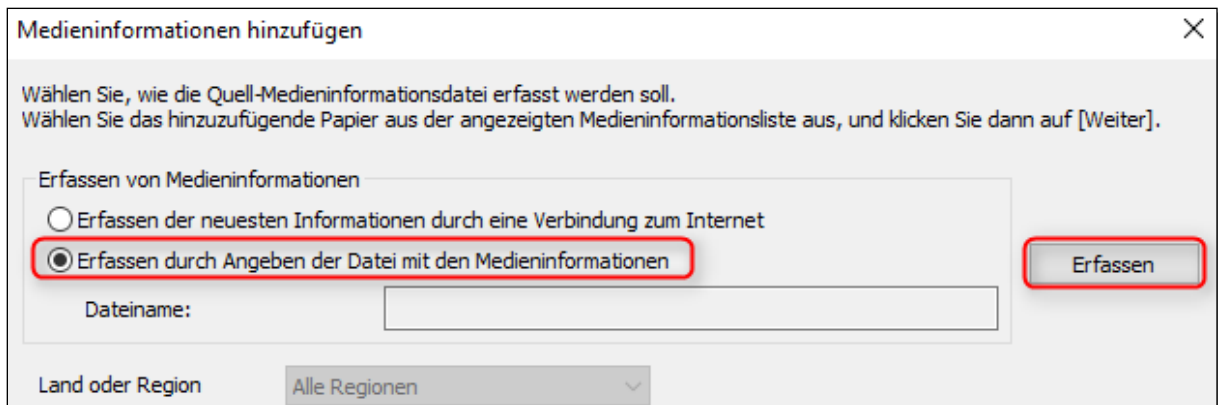 Medieninformationen hinzufügen
Wählen Sie, wie die Quell-Medieninformationsdatei erfasst werden soll.
Wählen Sie das hinzuzufügende Papier aus der angezeigten Medieninformationsliste aus, und klicken Sie dann auf [Weiter].
Erfassen von Medieninformationen
Erfassen der neuesten Informationen durch eine Verbindung zum Internet
Erfassen durch Angeben der Datei mit den Medieninformationen
Erfassen
Dateiname:
Land oder Region
Alle Regionen